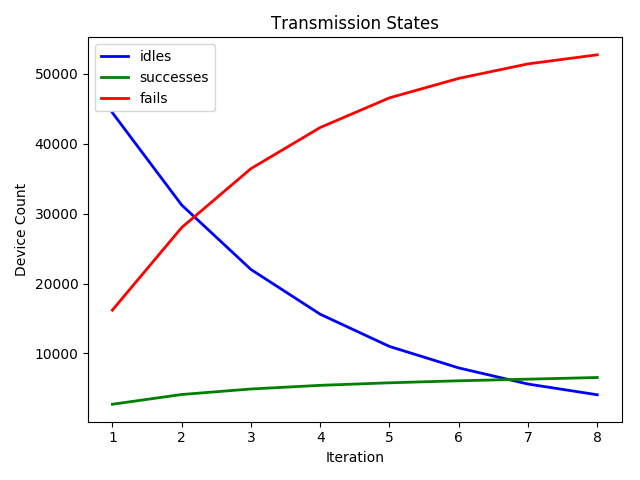 Transmission States
idles
successes
fails
50000
40000
30000
20000
10000
Device Count
1 2 3 4 5 6 7 8
Iteration